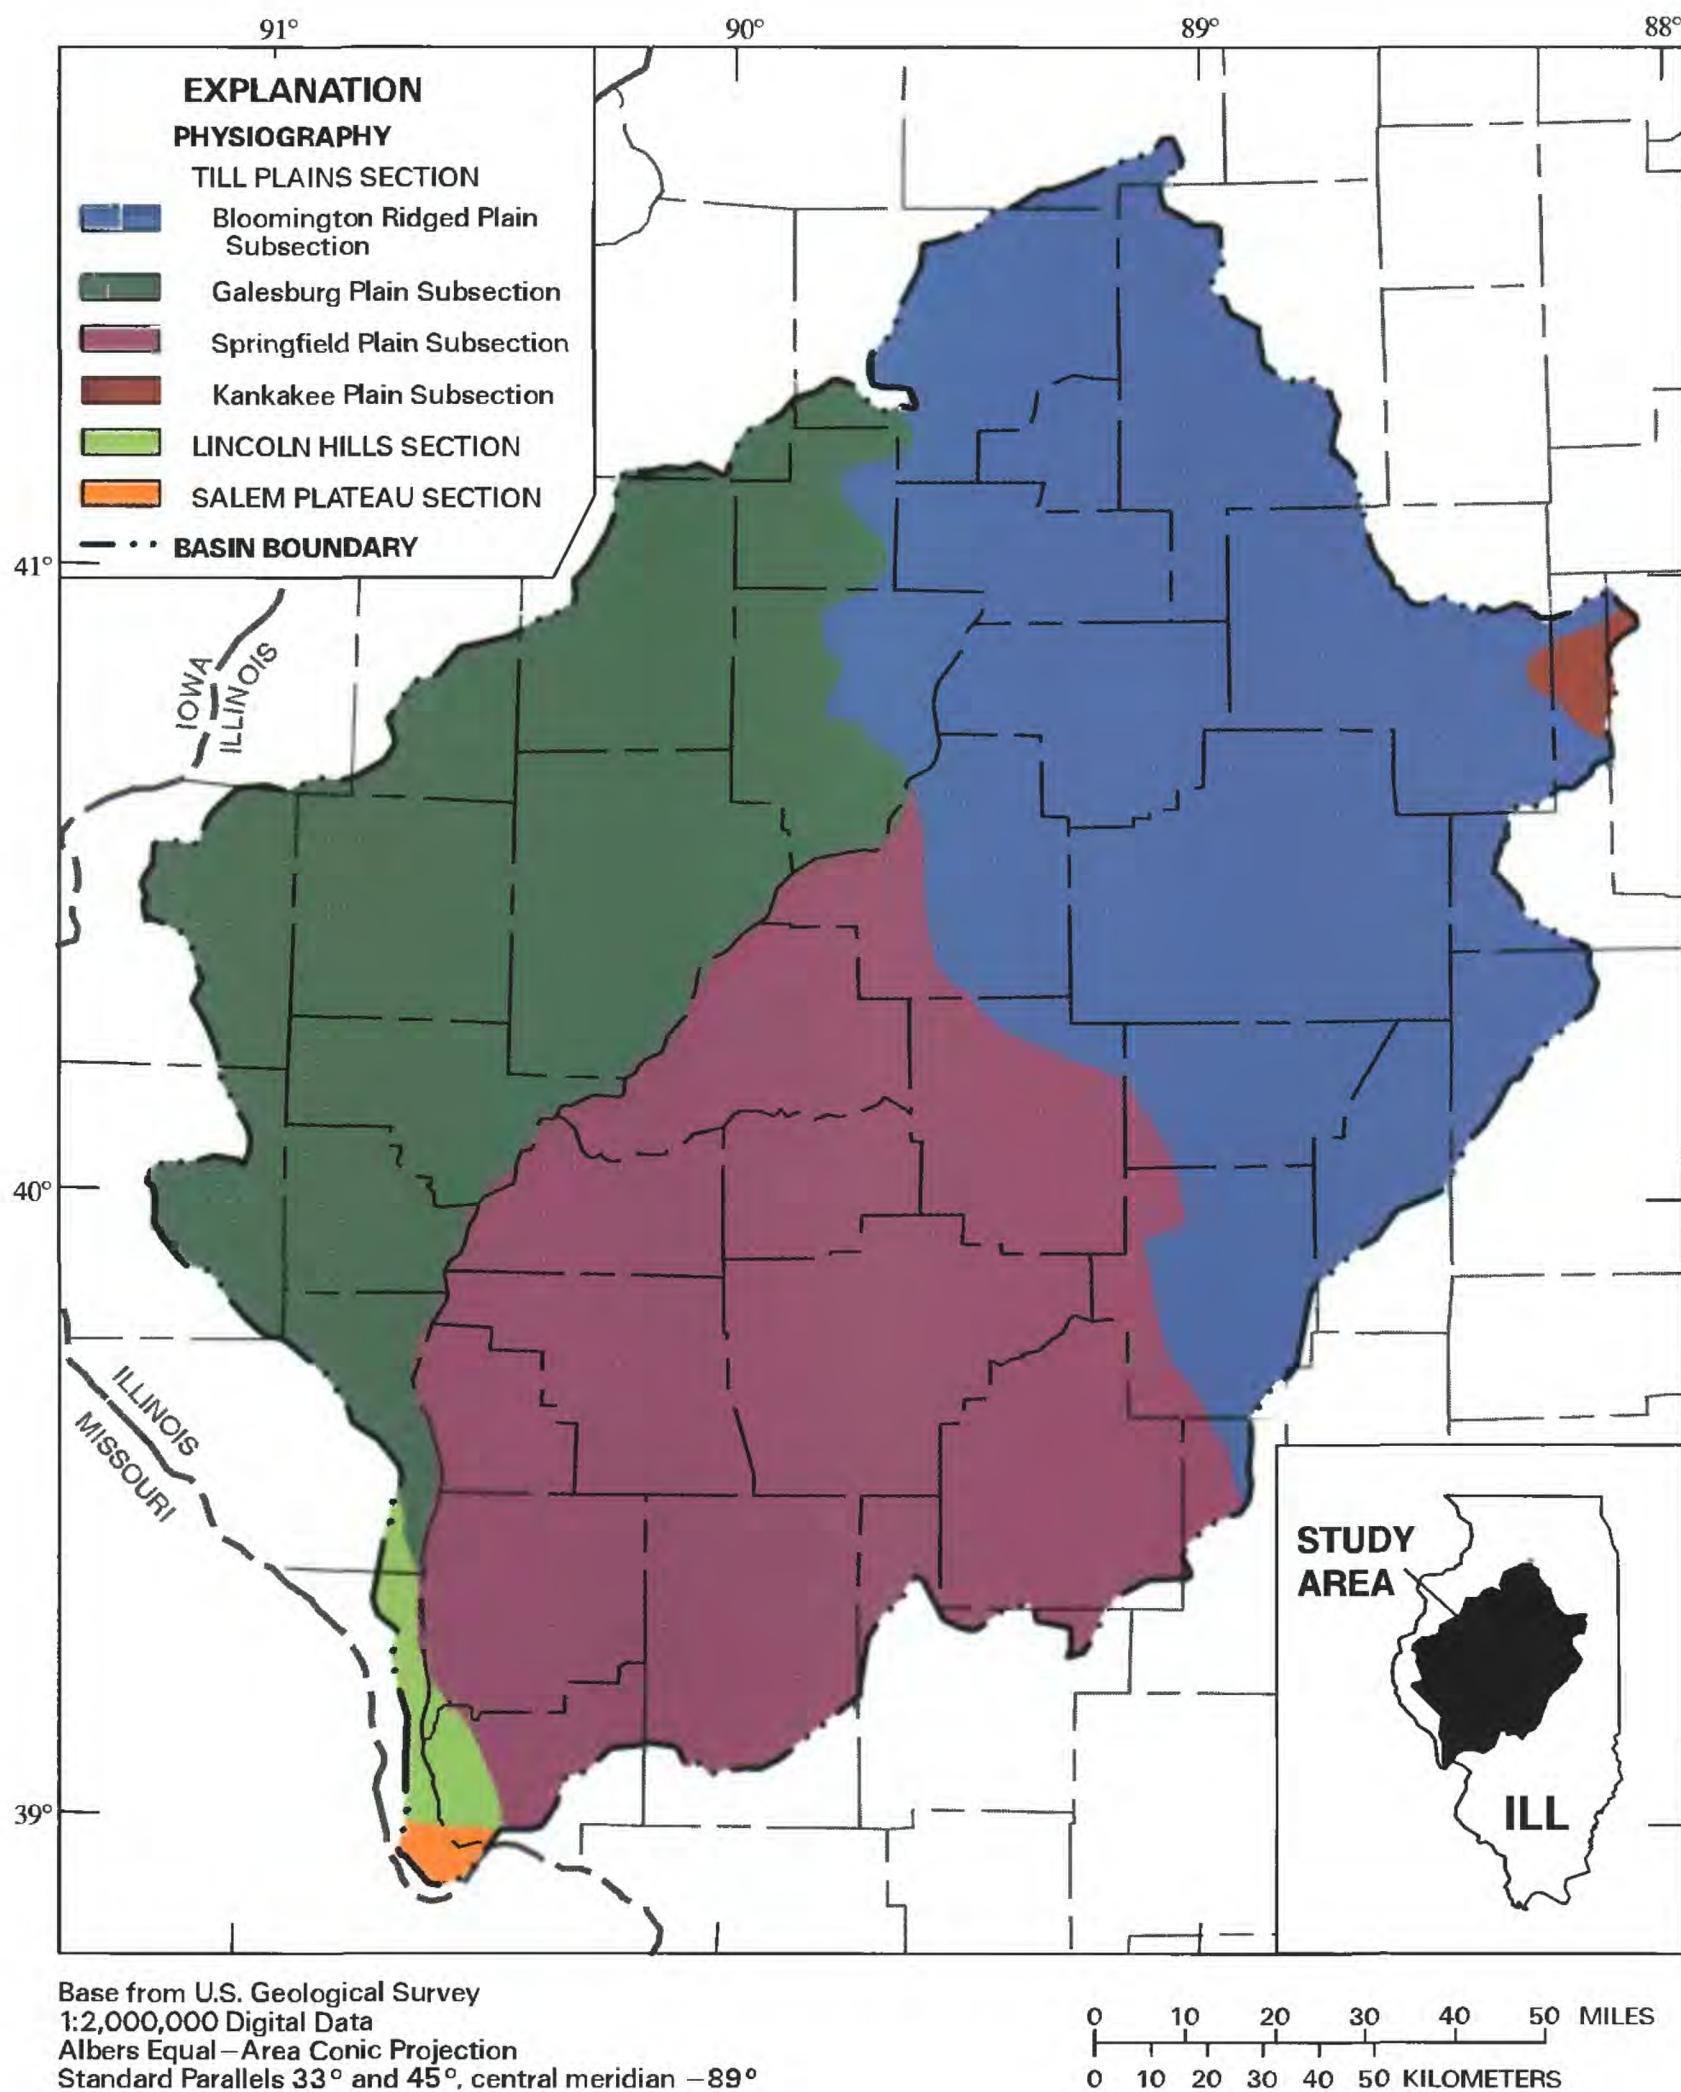 91° 90° 89° 88°
EXPLANATION
PHYSIOGRAPHY
TILL PLAINS SECTION
Bloomington Ridged Plain
Subsection
Galesburg Plain Subsection
Springfield Plain Subsection
Kankakee Plain Subsection
LINCOLN HILLS SECTION
SALEM PLATEAU SECTION
BASIN BOUNDARY
41°
IOWA
ILLINOIS
40°
ILLINOIS
MISSOURI
STUDY
AREA
ILL
39°
Base from U.S. Geological Survey
1:2,000,000 Digital Data
Albers Equal–Area Conic Projection
Standard Parallels 33° and 45°, central meridian –89°
0 10 20 30 40 50 MILES
0 10 20 30 40 50 KILOMETERS